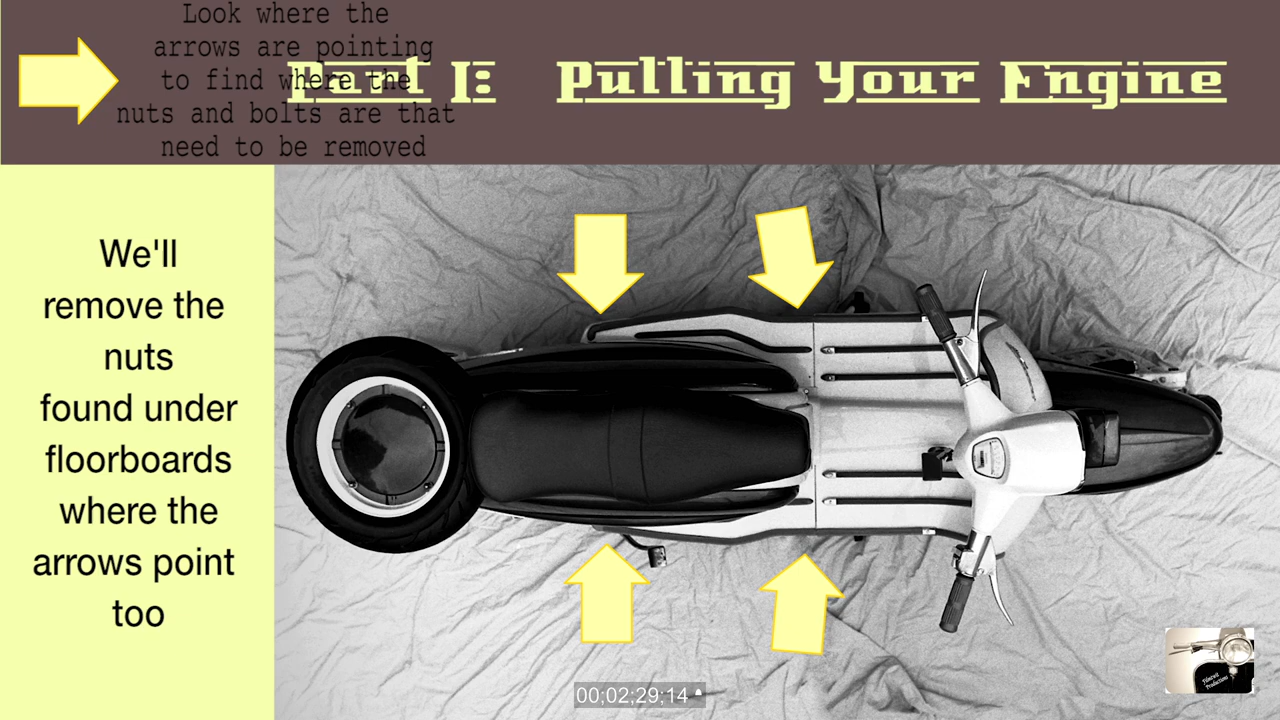 Look where the
arrows are pointing
to find where the
nuts and bolts are that
need to be removed
Part I: Pulling Your Engine
We'll
remove the
nuts
found under
floorboards
where the
arrows point
too
00;02;29;14